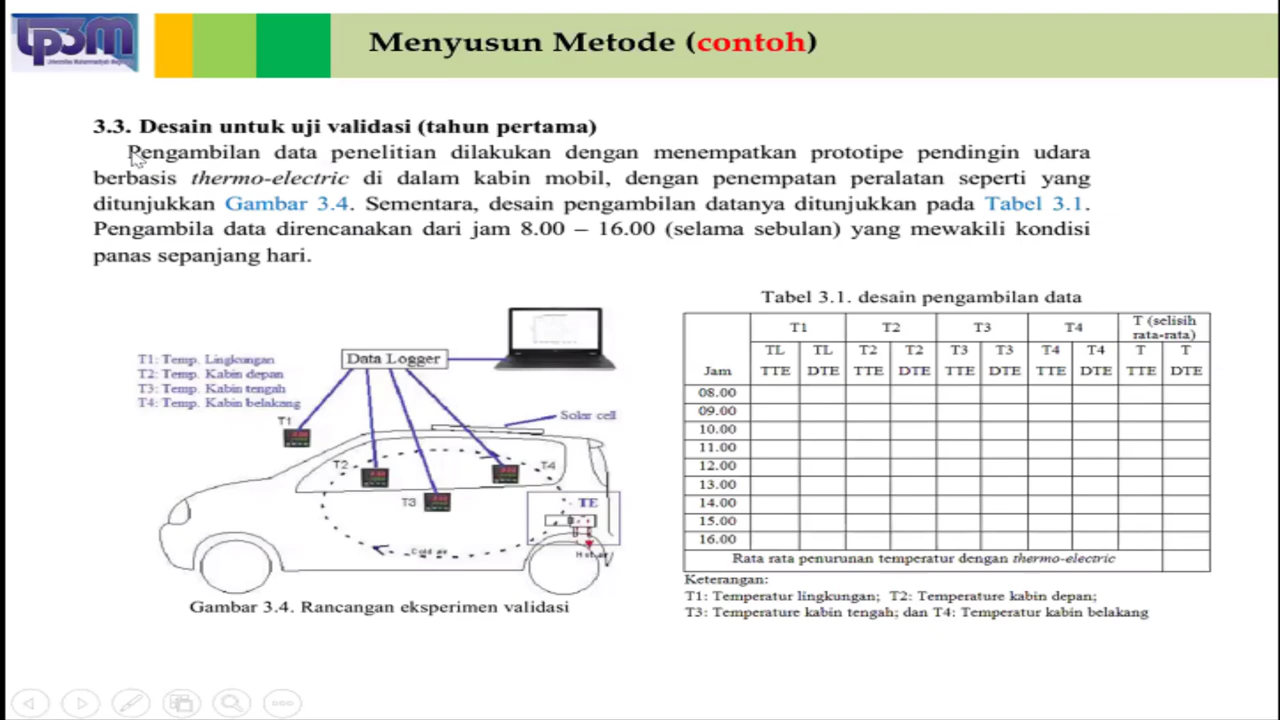 LP3M
Menyusun Metode (contoh)
3.3. Desain untuk uji validasi (tahun pertama)
Pengambilan data penelitian dilakukan dengan menempatkan prototipe pendingin udara
berbasis thermo-electric di dalam kabin mobil, dengan penempatan peralatan seperti yang
ditunjukkan Gambar 3.4. Sementara, desain pengambilan datanya ditunjukkan pada Tabel 3.1.
Pengambila data direncanakan dari jam 8.00 – 16.00 (selama sebulan) yang mewakili kondisi
panas sepanjang hari.
T1: Temp. Lingkungan
T2: Temp. Kabin depan
T3: Temp. Kabin tengah
T4: Temp. Kabin belakang
Data Logger
Solar cell
T1
T2
T3
T4
TE
Cold air
Hot air
Gambar 3.4. Rancangan eksperimen validasi
Tabel 3.1. desain pengambilan data
Jam T1 T2 T3 T4 T (selisih
rata-rata)
TL TL T2 T2 T3 T3 T4 T4 T T
TTE DTE TTE DTE TTE DTE TTE DTE TTE DTE
08.00
09.00
10.00
11.00
12.00
13.00
14.00
15.00
16.00
Rata rata penurunan temperatur dengan thermo-electric
Keterangan:
T1: Temperatur lingkungan; T2: Temperature kabin depan;
T3: Temperature kabin tengah; dan T4: Temperatur kabin belakang